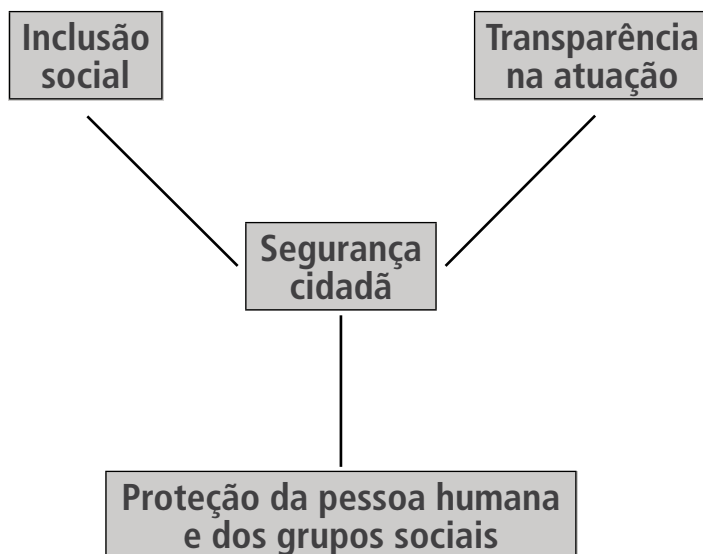 Inclusão
social
Transparência
na atuação
Segurança
cidadã
Proteção da pessoa humana
e dos grupos sociais